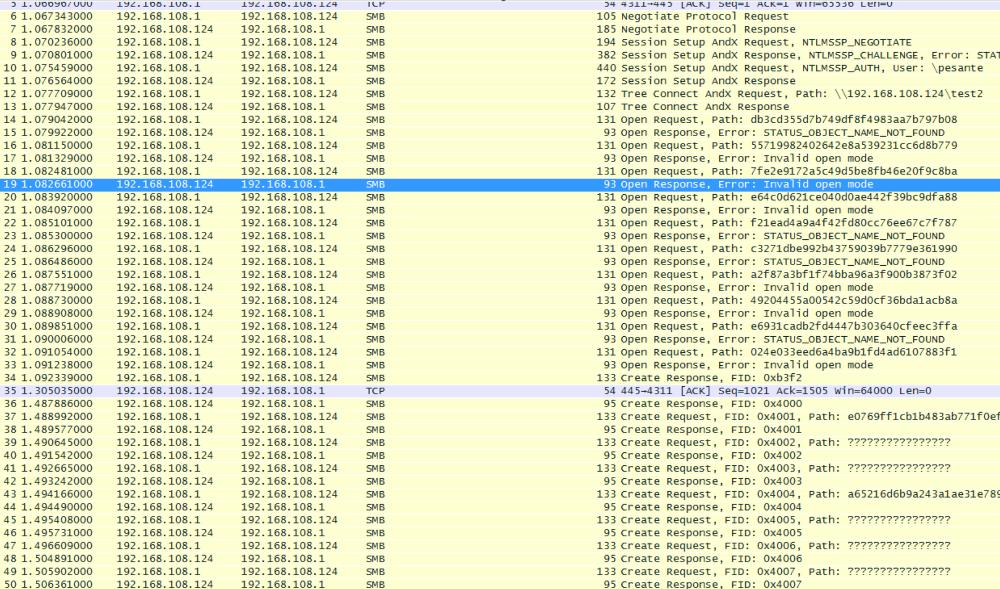 5 1.066967000 192.168.108.1 192.168.108.124 TCP 54 4311→445 [ACK] Seq=1 Ack=1 Win=65536 Len=0
6 1.067343000 192.168.108.1 192.168.108.124 SMB 105 Negotiate Protocol Request
7 1.067832000 192.168.108.124 192.168.108.1 SMB 185 Negotiate Protocol Response
8 1.070236000 192.168.108.1 192.168.108.124 SMB 194 Session Setup AndX Request, NTLMSSP_NEGOTIATE
9 1.070801000 192.168.108.124 192.168.108.1 SMB 382 Session Setup AndX Response, NTLMSSP_CHALLENGE, Error: STAT
10 1.075459000 192.168.108.1 192.168.108.124 SMB 440 Session Setup AndX Request, NTLMSSP_AUTH, User: \pesante
11 1.076564000 192.168.108.124 192.168.108.1 SMB 172 Session Setup AndX Response
12 1.077709000 192.168.108.1 192.168.108.124 SMB 132 Tree Connect AndX Request, Path: \\192.168.108.124\test2
13 1.077947000 192.168.108.124 192.168.108.1 SMB 107 Tree Connect AndX Response
14 1.079042000 192.168.108.1 192.168.108.124 SMB 131 Open Request, Path: db3cd355d7b749df8f4983aa7b797b08
15 1.079922000 192.168.108.124 192.168.108.1 SMB 93 Open Response, Error: STATUS_OBJECT_NAME_NOT_FOUND
16 1.081150000 192.168.108.1 192.168.108.124 SMB 131 Open Request, Path: 55719982402642e8a539231cc6d8b779
17 1.081329000 192.168.108.124 192.168.108.1 SMB 93 Open Response, Error: Invalid open mode
18 1.082481000 192.168.108.1 192.168.108.124 SMB 131 Open Request, Path: 7fe2e9172a5c49d5be8fb46e20f9c8ba
19 1.082661000 192.168.108.124 192.168.108.1 SMB 93 Open Response, Error: Invalid open mode
20 1.083920000 192.168.108.1 192.168.108.124 SMB 131 Open Request, Path: e64c0d621ce040d0ae442f39bc9dfa88
21 1.084097000 192.168.108.124 192.168.108.1 SMB 93 Open Response, Error: Invalid open mode
22 1.085101000 192.168.108.1 192.168.108.124 SMB 131 Open Request, Path: f21ead4a9a4f42fd80cc76ee67c7f787
23 1.085300000 192.168.108.124 192.168.108.1 SMB 93 Open Response, Error: STATUS_OBJECT_NAME_NOT_FOUND
24 1.086296000 192.168.108.1 192.168.108.124 SMB 131 Open Request, Path: c3271dbe992b43759039b7779e361990
25 1.086486000 192.168.108.124 192.168.108.1 SMB 93 Open Response, Error: STATUS_OBJECT_NAME_NOT_FOUND
26 1.087551000 192.168.108.1 192.168.108.124 SMB 131 Open Request, Path: a2f87a3bf1f74bba96a3f900b3873f02
27 1.087719000 192.168.108.124 192.168.108.1 SMB 93 Open Response, Error: Invalid open mode
28 1.088730000 192.168.108.1 192.168.108.124 SMB 131 Open Request, Path: 49204455a00542c59d0cf36bda1acb8a
29 1.088908000 192.168.108.124 192.168.108.1 SMB 93 Open Response, Error: Invalid open mode
30 1.089851000 192.168.108.1 192.168.108.124 SMB 131 Open Request, Path: e6931cadb2fd4447b303640cfeec3ffa
31 1.090006000 192.168.108.124 192.168.108.1 SMB 93 Open Response, Error: STATUS_OBJECT_NAME_NOT_FOUND
32 1.091054000 192.168.108.1 192.168.108.124 SMB 131 Open Request, Path: 024e033eed6a4ba9b1fd4ad6107883f1
33 1.091238000 192.168.108.124 192.168.108.1 SMB 93 Open Response, Error: Invalid open mode
34 1.092339000 192.168.108.1 192.168.108.124 SMB 133 Create Response, FID: 0xb3f2
35 1.305035000 192.168.108.124 192.168.108.1 TCP 54 445→4311 [ACK] Seq=1021 Ack=1505 Win=64000 Len=0
36 1.487886000 192.168.108.124 192.168.108.1 SMB 95 Create Response, FID: 0x4000
37 1.488992000 192.168.108.1 192.168.108.124 SMB 133 Create Request, FID: 0x4001, Path: e0769ff1cb1b483ab771f0ef
38 1.489577000 192.168.108.124 192.168.108.1 SMB 95 Create Response, FID: 0x4001
39 1.490645000 192.168.108.1 192.168.108.124 SMB 133 Create Request, FID: 0x4002, Path: ????????????????
40 1.491542000 192.168.108.124 192.168.108.1 SMB 95 Create Response, FID: 0x4002
41 1.492665000 192.168.108.1 192.168.108.124 SMB 133 Create Request, FID: 0x4003, Path: ????????????????
42 1.493242000 192.168.108.124 192.168.108.1 SMB 95 Create Response, FID: 0x4003
43 1.494166000 192.168.108.1 192.168.108.124 SMB 133 Create Request, FID: 0x4004, Path: a65216d6b9a243a1ae31e789
44 1.494490000 192.168.108.124 192.168.108.1 SMB 95 Create Response, FID: 0x4004
45 1.495408000 192.168.108.1 192.168.108.124 SMB 133 Create Request, FID: 0x4005, Path: ????????????????
46 1.495731000 192.168.108.124 192.168.108.1 SMB 95 Create Response, FID: 0x4005
47 1.496609000 192.168.108.1 192.168.108.124 SMB 133 Create Request, FID: 0x4006, Path: ????????????????
48 1.504891000 192.168.108.124 192.168.108.1 SMB 95 Create Response, FID: 0x4006
49 1.505902000 192.168.108.1 192.168.108.124 SMB 133 Create Request, FID: 0x4007, Path: ????????????????
50 1.506361000 192.168.108.124 192.168.108.1 SMB 95 Create Response, FID: 0x4007